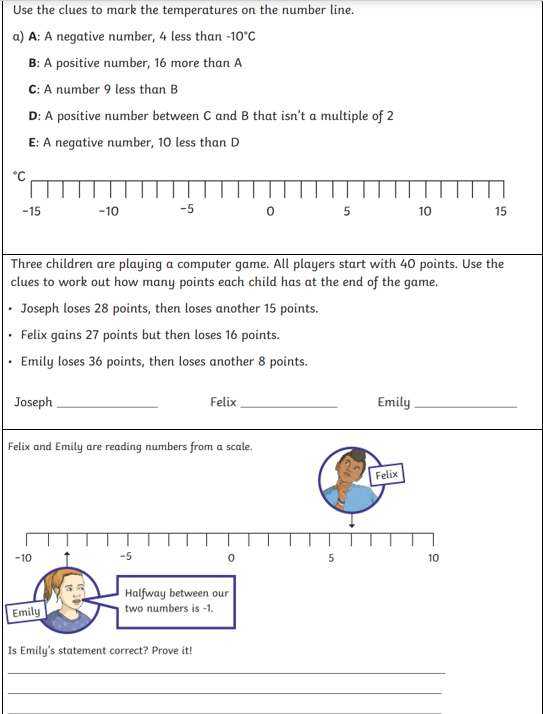 Use the clues to mark the temperatures on the number line.
a) A: A negative number, 4 less than -10°C
B: A positive number, 16 more than A
C: A number 9 less than B
D: A positive number between C and B that isn't a multiple of 2
E: A negative number, 10 less than D
°C
-15 -10 -5 0 5 10 15
Three children are playing a computer game. All players start with 40 points. Use the
clues to work out how many points each child has at the end of the game.
• Joseph loses 28 points, then loses another 15 points.
• Felix gains 27 points but then loses 16 points.
• Emily loses 36 points, then loses another 8 points.
Joseph ______________ Felix ______________ Emily ______________
Felix and Emily are reading numbers from a scale.
Felix
-10 -5 0 5 10
Halfway between our
two numbers is -1.
Emily
Is Emily's statement correct? Prove it!